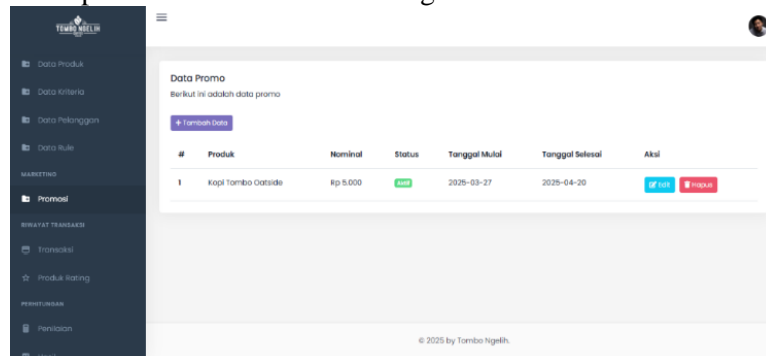 TOMBO NGELIH
Data Produk
Data Kriteria
Data Pelanggan
Data Rule
MARKETING
Promosi
RIWAYAT TRANSAKSI
Transaksi
Produk Rating
PERHITUNGAN
Penilaian
Data Promo
Berikut ini adalah data promo
+ Tambah Data
# Produk Nominal Status Tanggal Mulai Tanggal Selesai Aksi
1 Kopi Tombo Oatside Rp 5.000 Aktif 2025-03-27 2025-04-20 Edit Hapus
© 2025 by Tombo Ngelih.